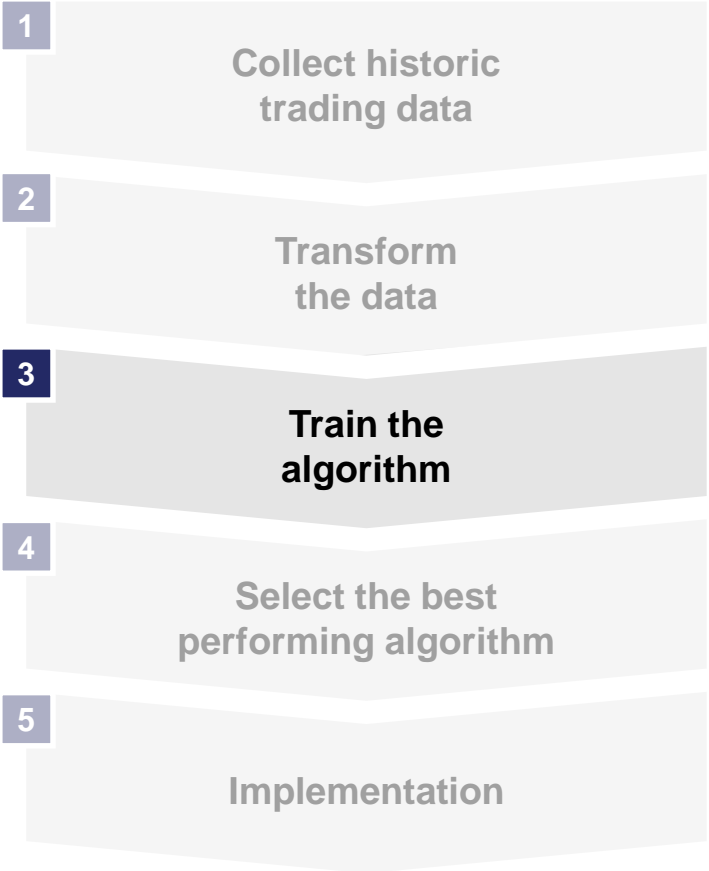 1
Collect historic
trading data
2
Transform
the data
3
Train the
algorithm
4
Select the best
performing algorithm
5
Implementation